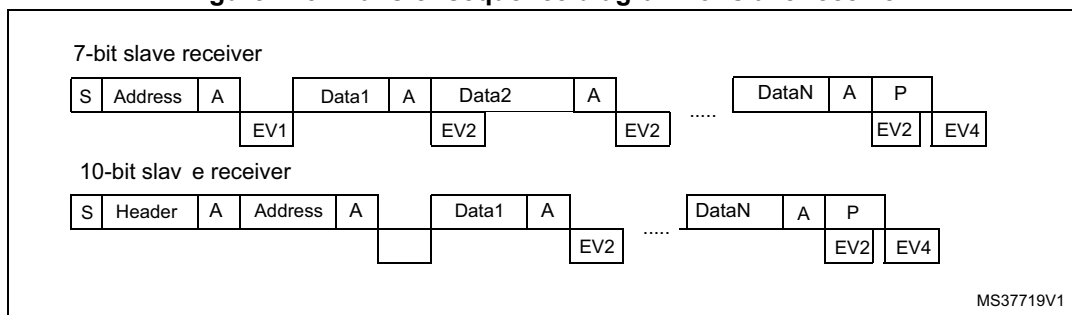 7-bit slave receiver
S Address A Data1 A Data2 A ..... DataN A P
EV1 EV2 EV2 EV2 EV4
10-bit slav e receiver
S Header A Address A Data1 A ..... DataN A P
EV2 EV2 EV4
MS37719V1